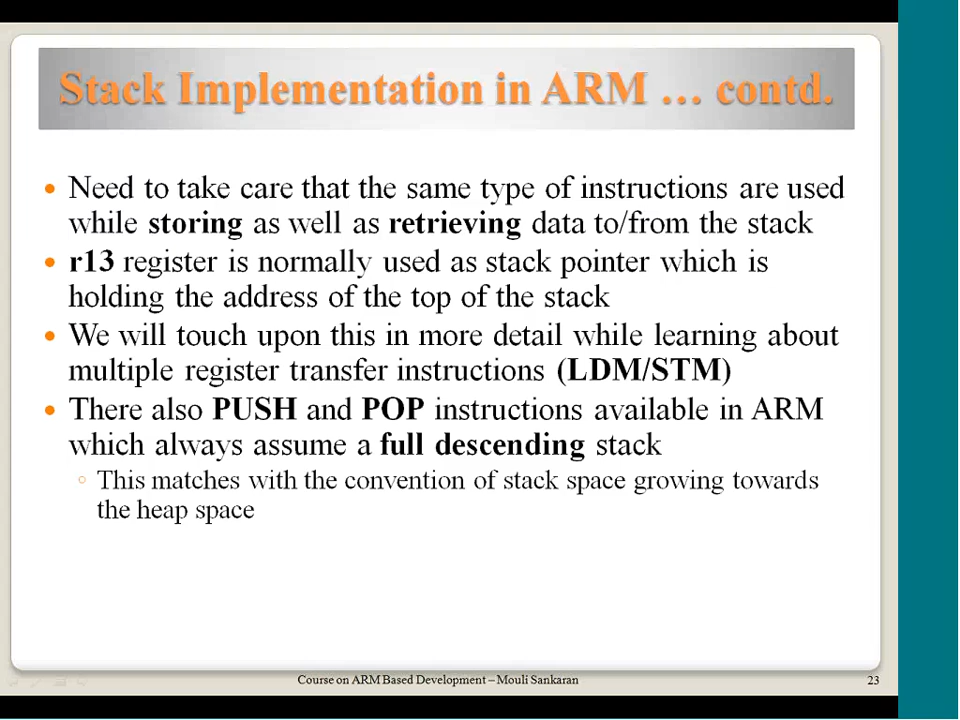 Stack Implementation in ARM … contd.
• Need to take care that the same type of instructions are used
while storing as well as retrieving data to/from the stack
• r13 register is normally used as stack pointer which is
holding the address of the top of the stack
• We will touch upon this in more detail while learning about
multiple register transfer instructions (LDM/STM)
• There also PUSH and POP instructions available in ARM
which always assume a full descending stack
◦ This matches with the convention of stack space growing towards
the heap space
Course on ARM Based Development – Mouli Sankaran
23